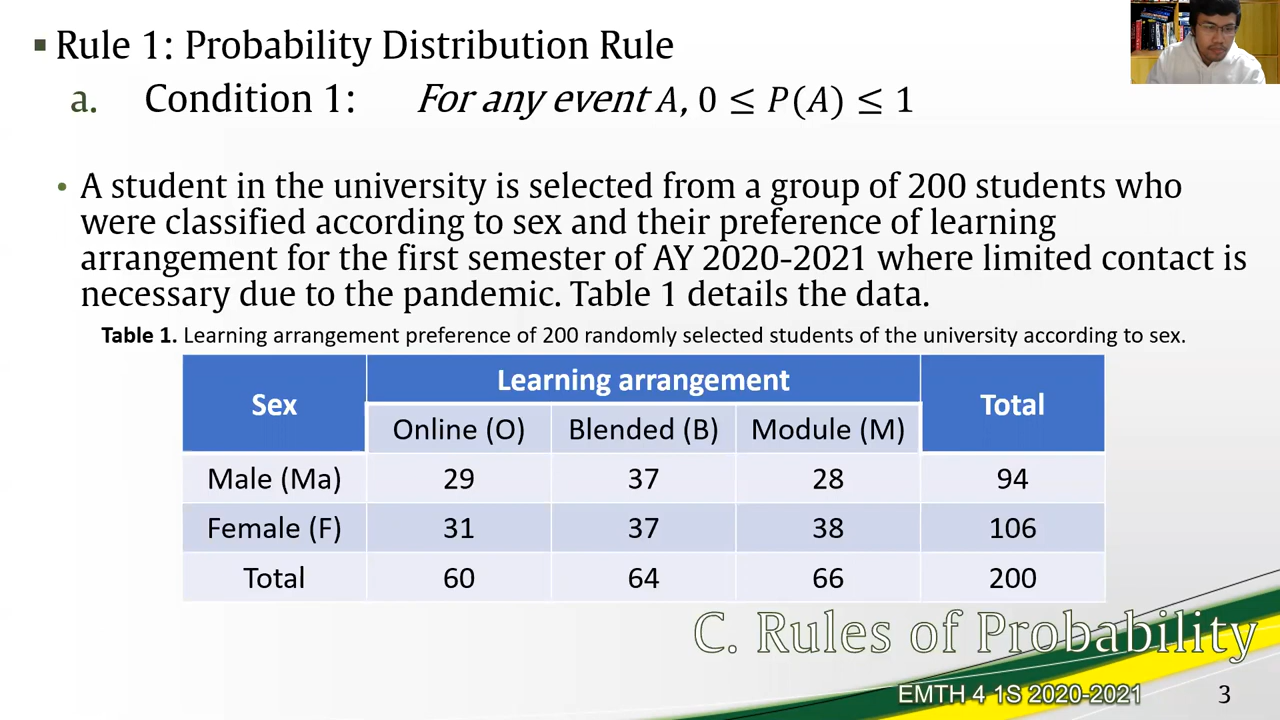 Rule 1: Probability Distribution Rule
a. Condition 1: For any event A, 0 ≤ P(A) ≤ 1
• A student in the university is selected from a group of 200 students who
were classified according to sex and their preference of learning
arrangement for the first semester of AY 2020-2021 where limited contact is
necessary due to the pandemic. Table 1 details the data.
Table 1. Learning arrangement preference of 200 randomly selected students of the university according to sex.
Sex Learning arrangement Total
Online (O) Blended (B) Module (M)
Male (Ma) 29 37 28 94
Female (F) 31 37 38 106
Total 60 64 66 200
C. Rules of Probability
EMTH 4 1S 2020-2021 3